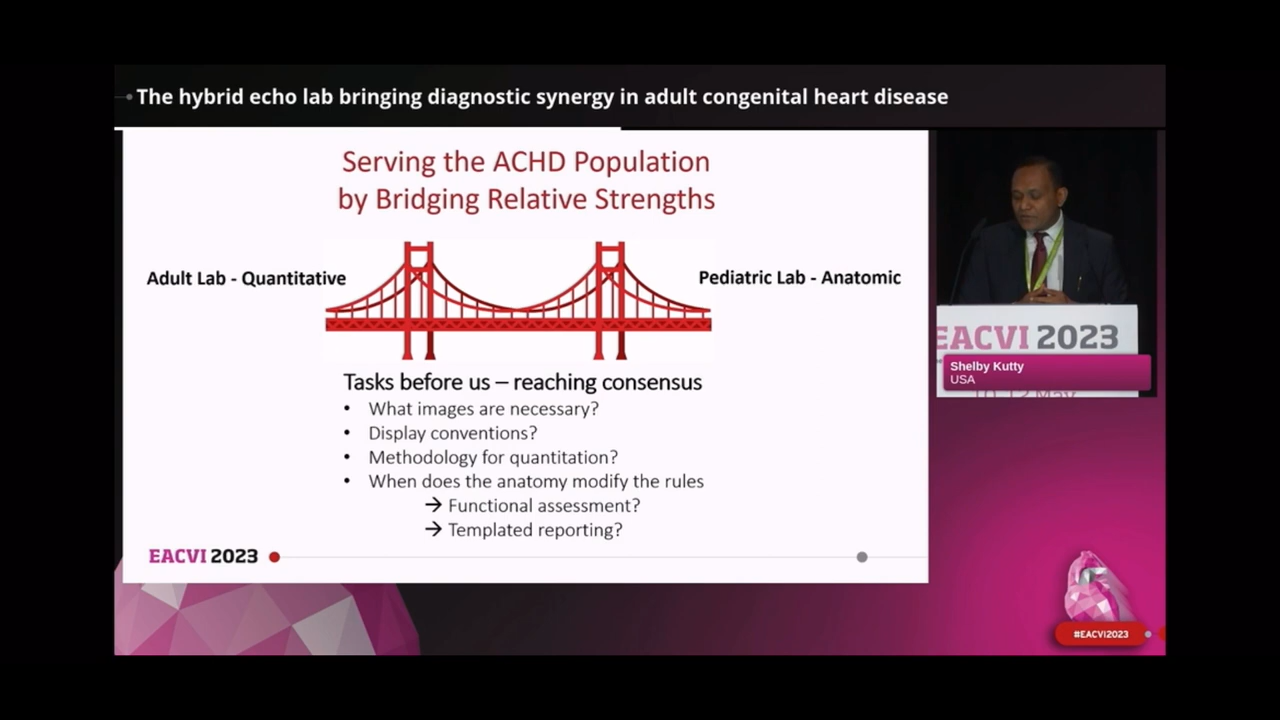 The hybrid echo lab bringing diagnostic synergy in adult congenital heart disease
Serving the ACHD Population
by Bridging Relative Strengths
Adult Lab - Quantitative
Pediatric Lab - Anatomic
Tasks before us – reaching consensus
• What images are necessary?
• Display conventions?
• Methodology for quantitation?
• When does the anatomy modify the rules
→ Functional assessment?
→ Templated reporting?
EACVI 2023
EACVI 2023
Shelby Kutty
USA
#EACVI2023